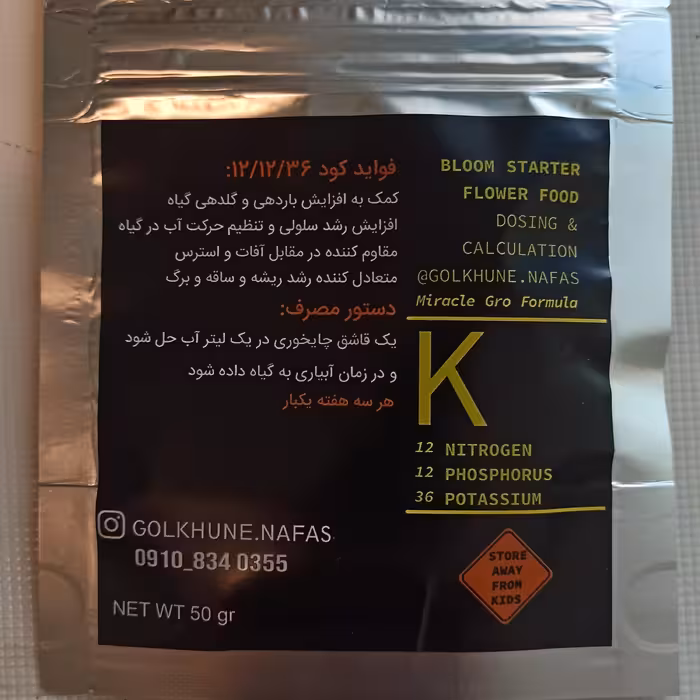 فواید کود ۱۲/۱۲/۳۶:
کمک به افزایش باردهی و گلدهی گیاه
افزایش رشد سلولی و تنظیم حرکت آب در گیاه
مقاوم کننده در مقابل آفات و استرس
متعادل کننده رشد ریشه و ساقه و برگ
دستور مصرف:
یک قاشق چایخوری در یک لیتر آب حل شود
و در زمان آبیاری به گیاه داده شود
هر سه هفته یکبار
BLOOM STARTER
FLOWER FOOD
DOSING &
CALCULATION
@GOLKHUNE.NAFAS
Miracle Gro Formula
K
12 NITROGEN
12 PHOSPHORUS
36 POTASSIUM
GOLKHUNE.NAFAS
0910_834 0355
NET WT 50 gr
STORE
AWAY
FROM
KIDS